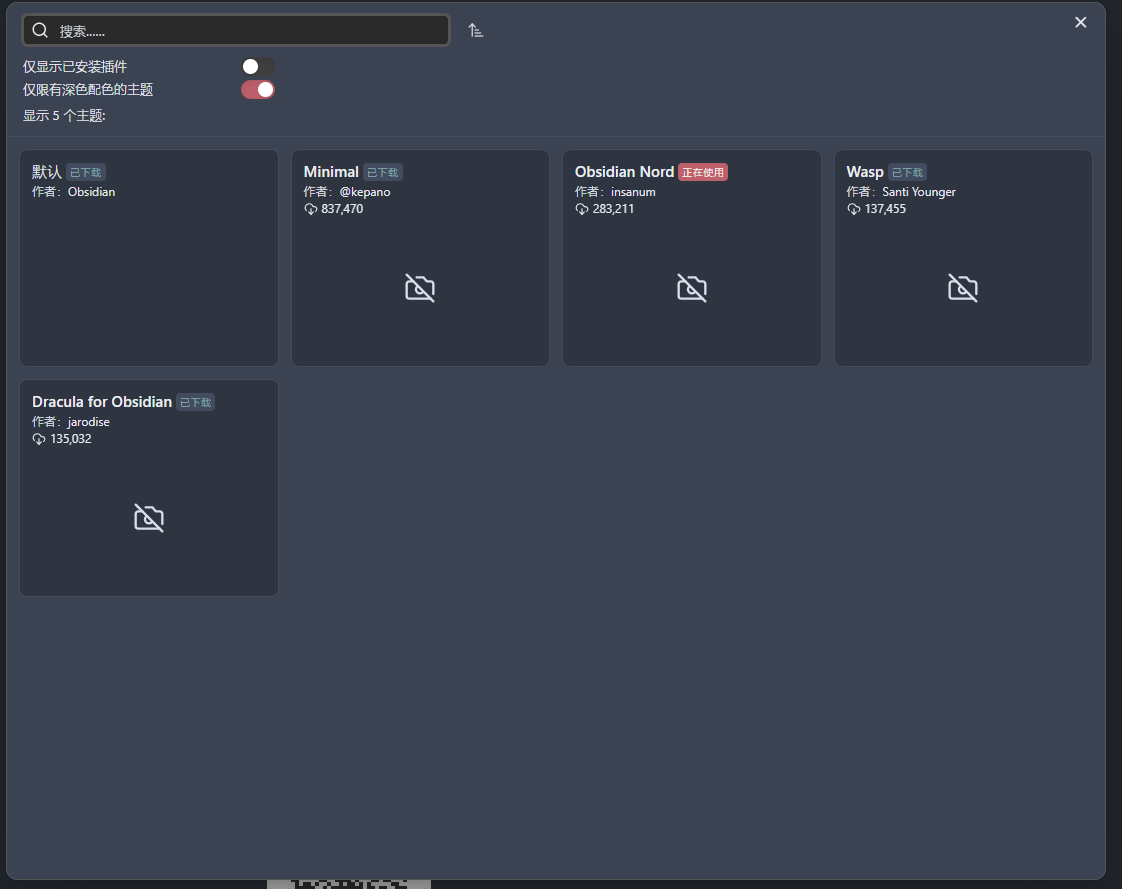 搜索......
仅显示已安装插件
仅限有深色配色的主题
显示 5 个主题:
默认 已下载
作者：Obsidian
Minimal 已下载
作者：@kepano
837,470
Obsidian Nord 正在使用
作者：insanum
283,211
Wasp 已下载
作者：Santi Younger
137,455
Dracula for Obsidian 已下载
作者：jarodise
135,032